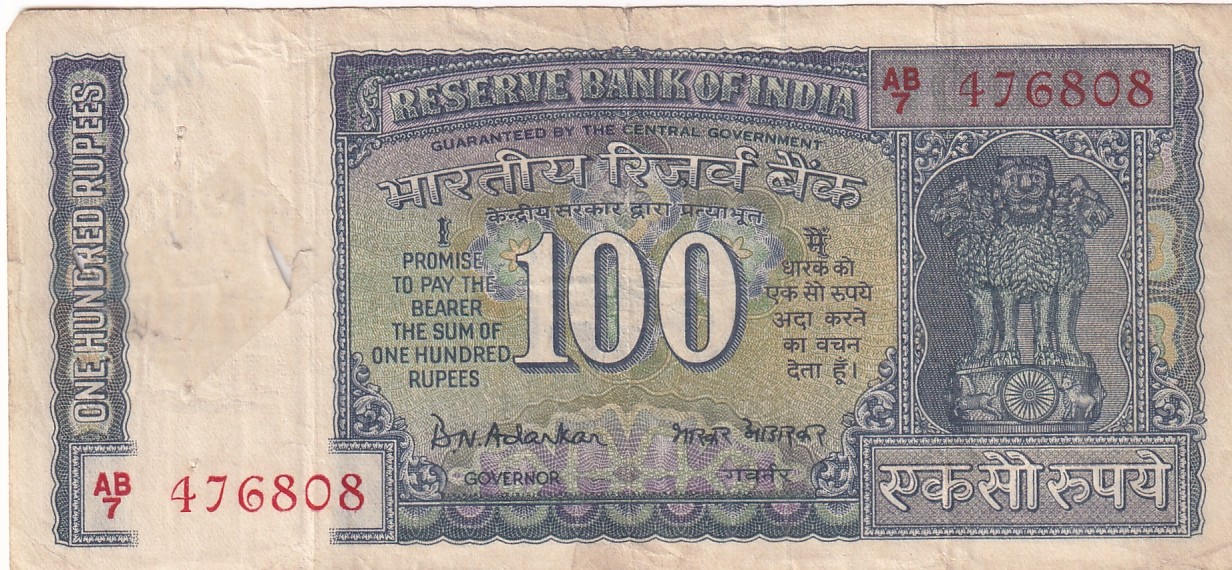 ONE HUNDRED RUPEES
RESERVE BANK OF INDIA
AB/7 476808
GUARANTEED BY THE CENTRAL GOVERNMENT
भारतीय रिज़र्व बैंक
केन्द्रीय सरकार द्वारा प्रत्याभूत
I
PROMISE
TO PAY THE
BEARER
THE SUM OF
ONE HUNDRED
RUPEES
100
मैं
धारक को
एक सौ रुपये
अदा करने
का वचन
देता हूँ।
B.N. Adarkar
भास्कर आडारकर
GOVERNOR
गवर्नर
AB/7 476808
एक सौ रुपये